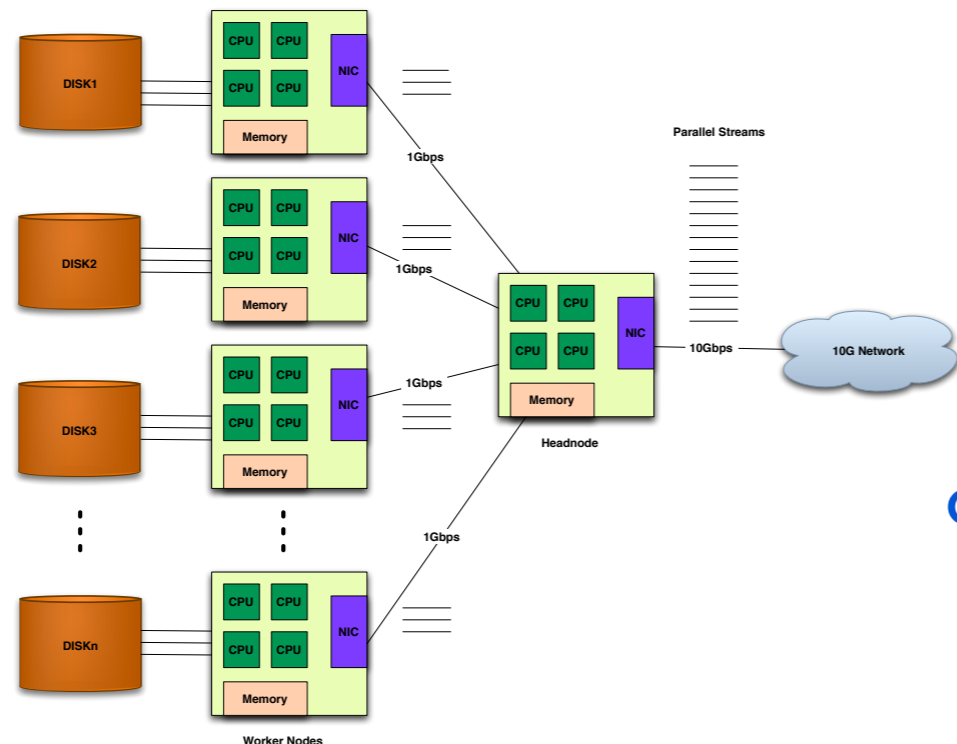 DISK1
CPU CPU
CPU CPU
NIC
Memory
1Gbps
Parallel Streams
DISK2
CPU CPU
CPU CPU
NIC
Memory
1Gbps
CPU CPU
CPU CPU
NIC
Memory
Headnode
10Gbps
10G Network
DISK3
CPU CPU
CPU CPU
NIC
Memory
1Gbps
DISKn
CPU CPU
CPU CPU
NIC
Memory
1Gbps
Worker Nodes